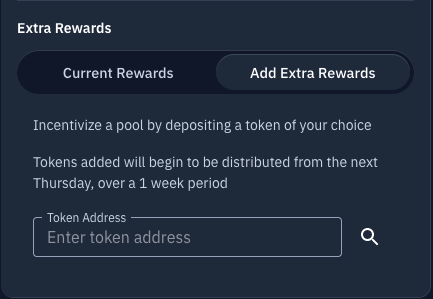 Extra Rewards
Current Rewards
Add Extra Rewards
Incentivize a pool by depositing a token of your choice
Tokens added will begin to be distributed from the next
Thursday, over a 1 week period
Token Address
Enter token address